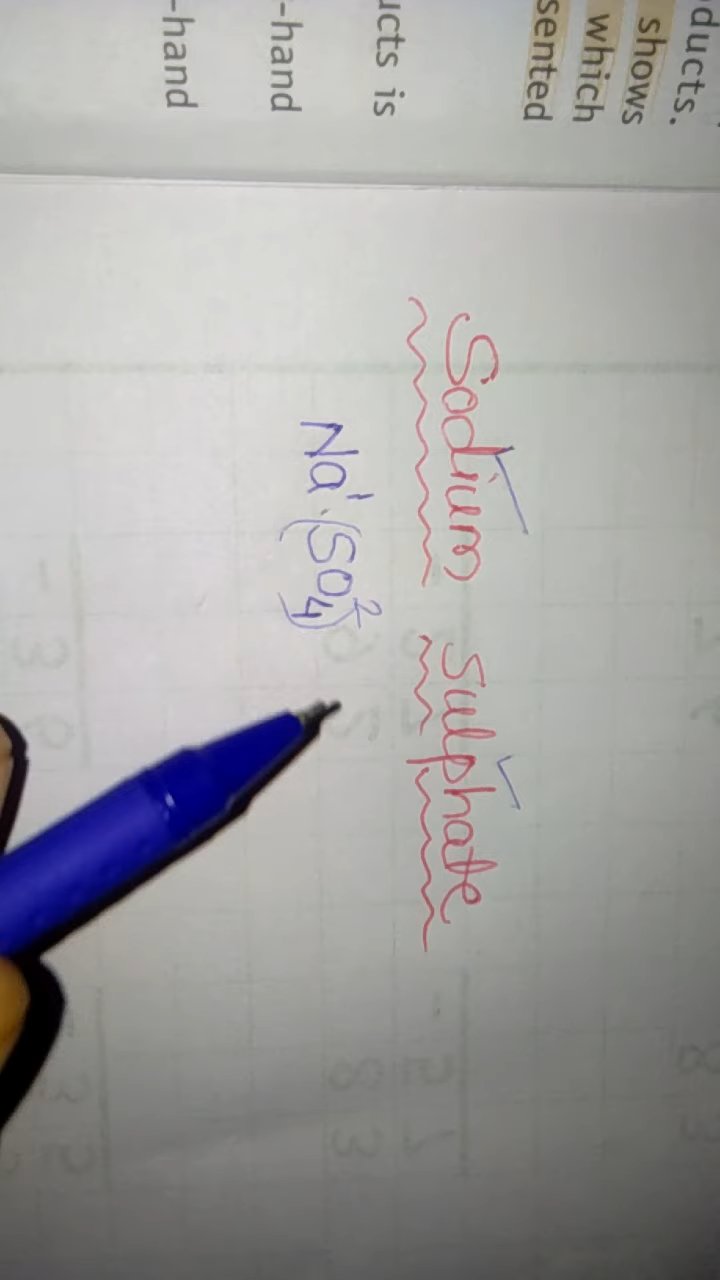 ducts.
shows
which
sented
ucts is
-hand
-hand
Sodium Sulphate
Na¹ (SO₄)²